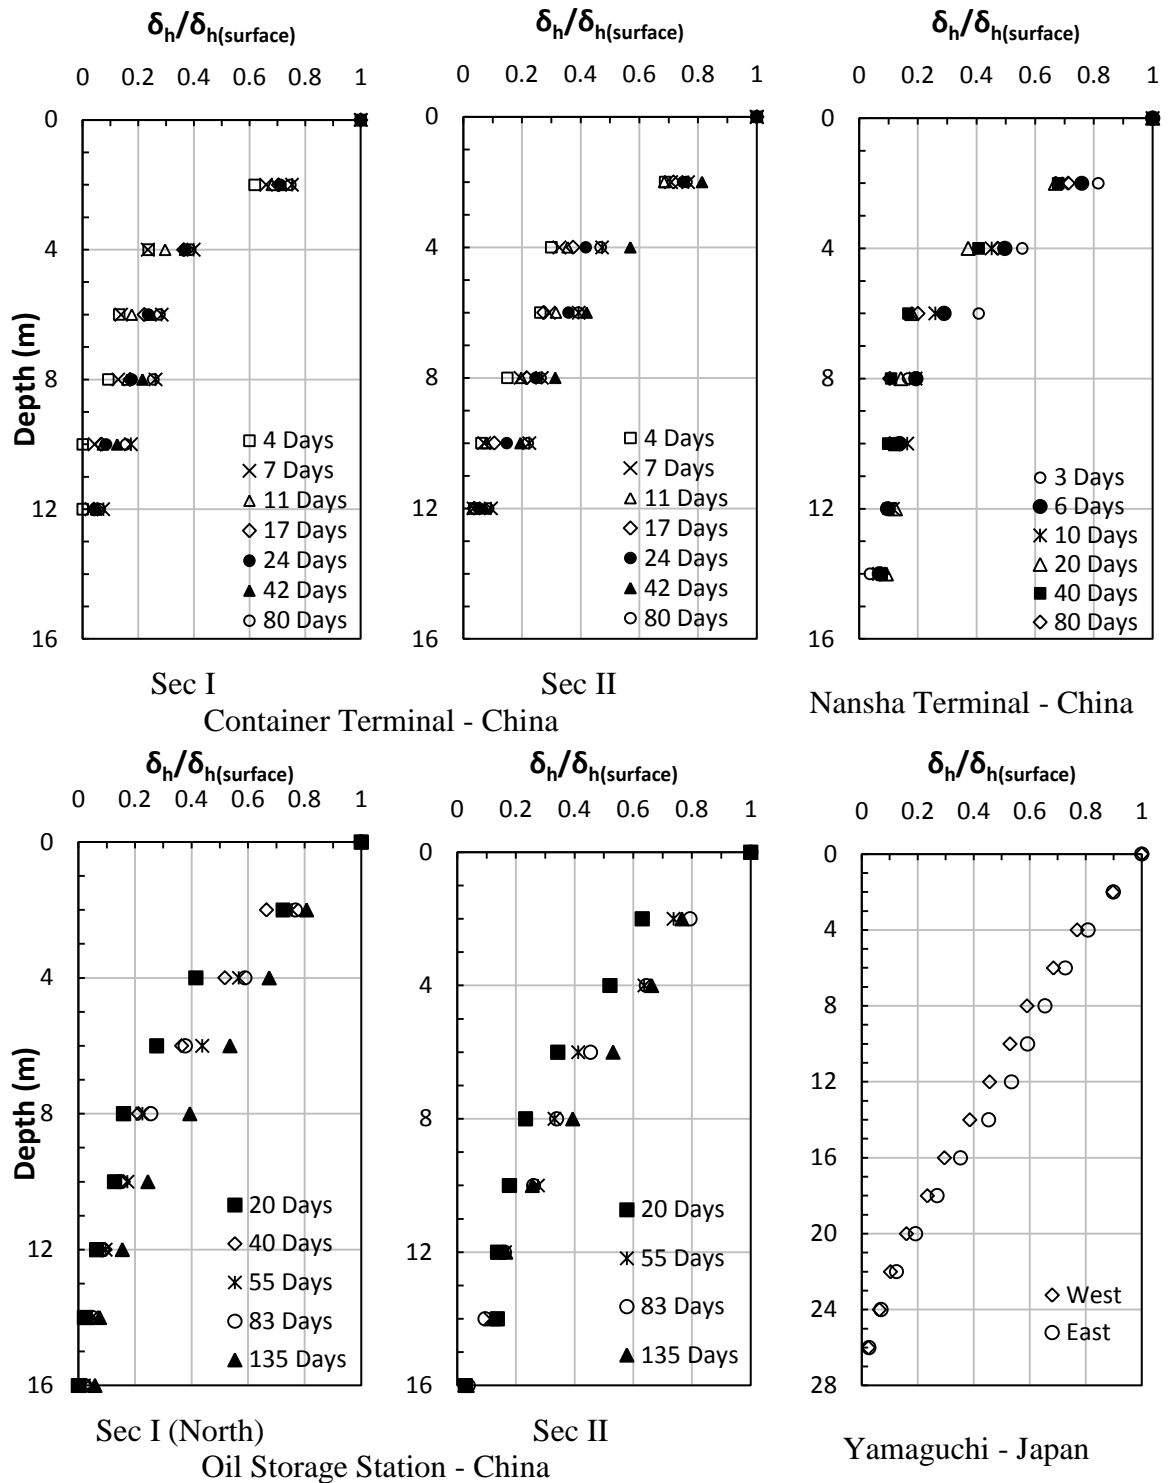 δh/δh(surface)
0 0.2 0.4 0.6 0.8 1
0
4
8
12
16
Depth (m)
4 Days
7 Days
11 Days
17 Days
24 Days
42 Days
80 Days
Sec I
δh/δh(surface)
0 0.2 0.4 0.6 0.8 1
0
4
8
12
16
4 Days
7 Days
11 Days
17 Days
24 Days
42 Days
80 Days
Sec II
Container Terminal - China
δh/δh(surface)
0 0.2 0.4 0.6 0.8 1
0
4
8
12
16
3 Days
6 Days
10 Days
20 Days
40 Days
80 Days
Nansha Terminal - China
δh/δh(surface)
0 0.2 0.4 0.6 0.8 1
0
4
8
12
16
Depth (m)
20 Days
40 Days
55 Days
83 Days
135 Days
Sec I (North)
δh/δh(surface)
0 0.2 0.4 0.6 0.8 1
0
4
8
12
16
20 Days
55 Days
83 Days
135 Days
Sec II
Oil Storage Station - China
δh/δh(surface)
0 0.2 0.4 0.6 0.8 1
0
4
8
12
16
20
24
28
West
East
Yamaguchi - Japan